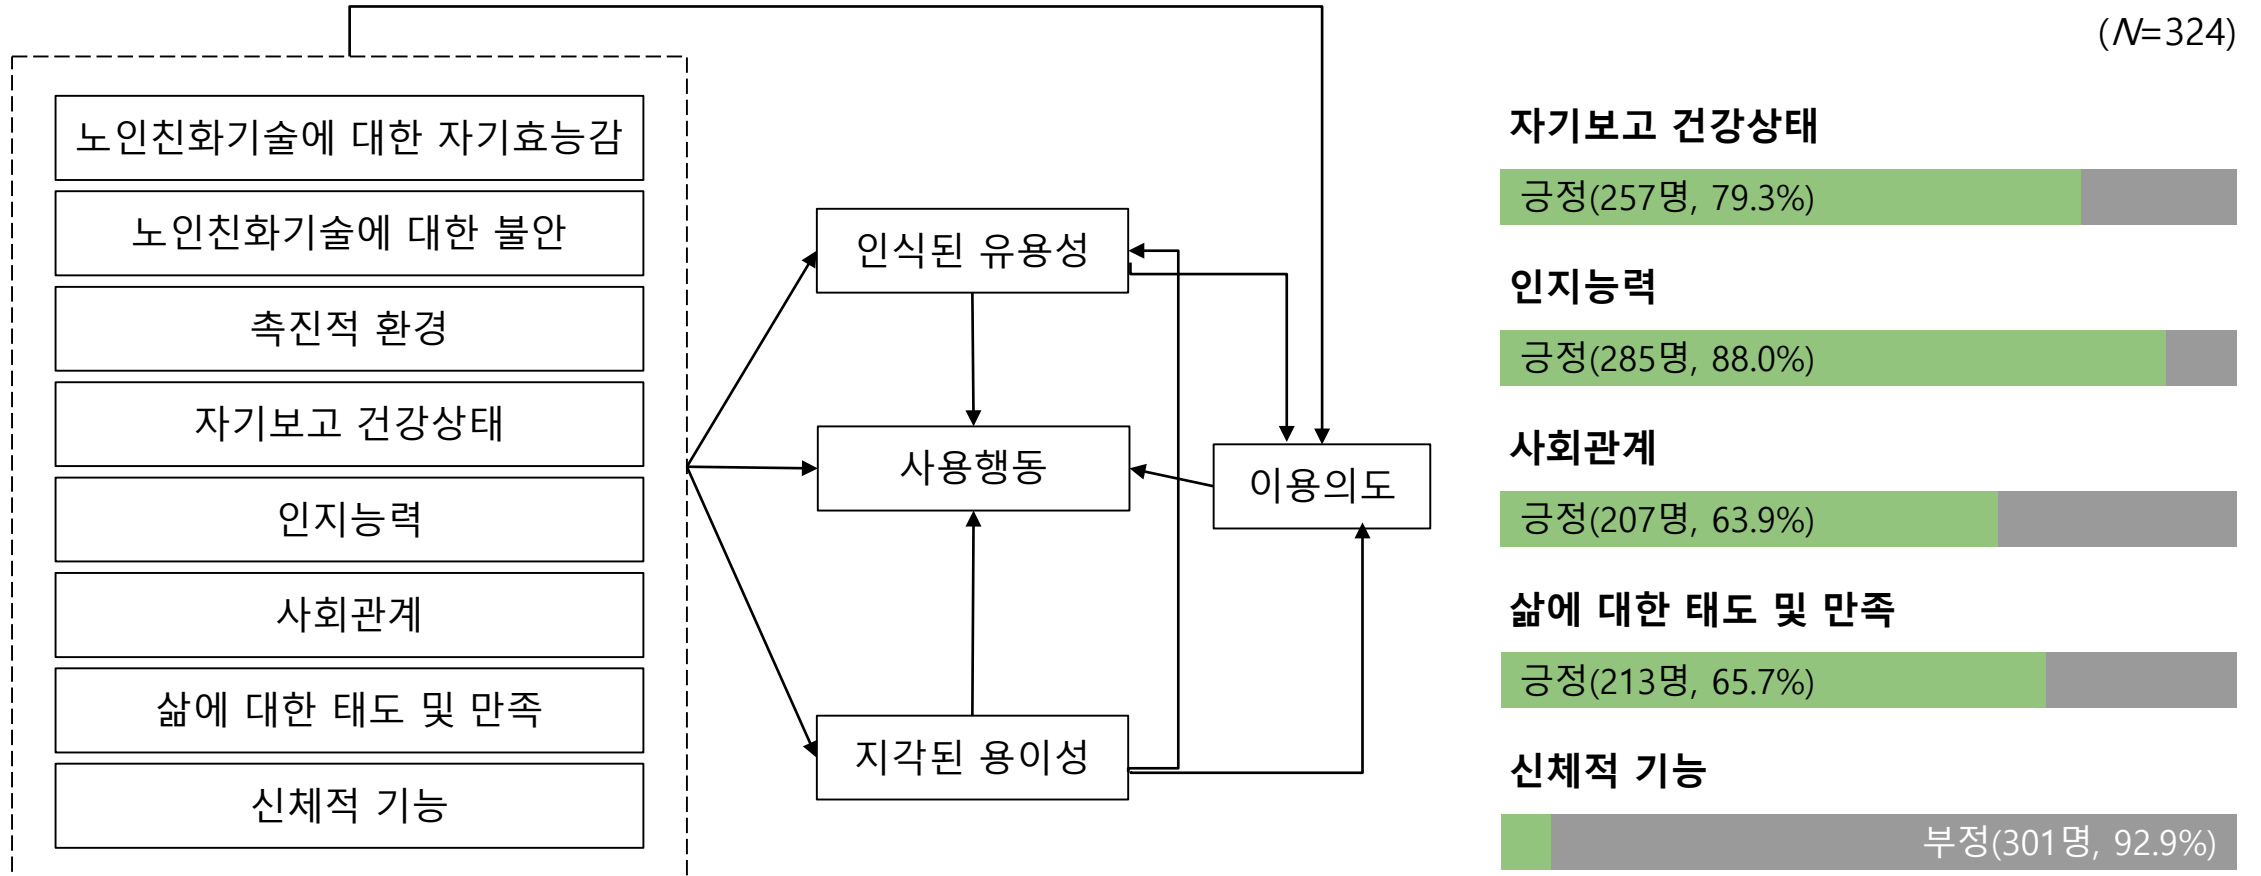 (N=324)
노인친화기술에 대한 자기효능감
노인친화기술에 대한 불안
촉진적 환경
자기보고 건강상태
인지능력
사회관계
삶에 대한 태도 및 만족
신체적 기능
인식된 유용성
사용행동
지각된 용이성
이용의도
자기보고 건강상태
긍정(257명, 79.3%)
인지능력
긍정(285명, 88.0%)
사회관계
긍정(207명, 63.9%)
삶에 대한 태도 및 만족
긍정(213명, 65.7%)
신체적 기능
부정(301명, 92.9%)